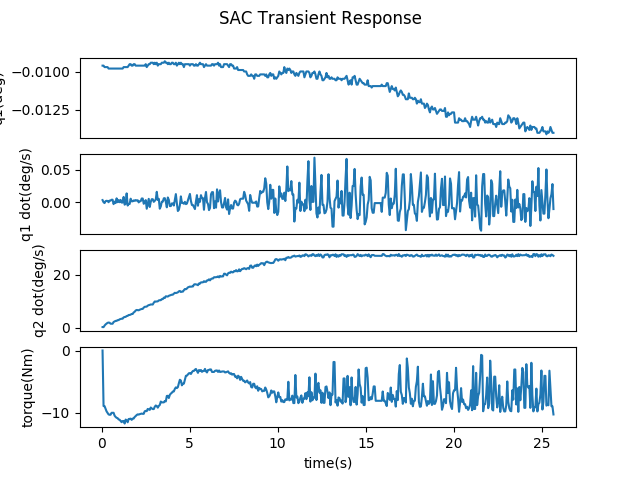 SAC Transient Response
−0.0100
−0.0125
q1(deg)
0.05
0.00
q1 dot(deg/s)
20
0
q2 dot(deg/s)
0
−10
torque(Nm)
0 5 10 15 20 25
time(s)